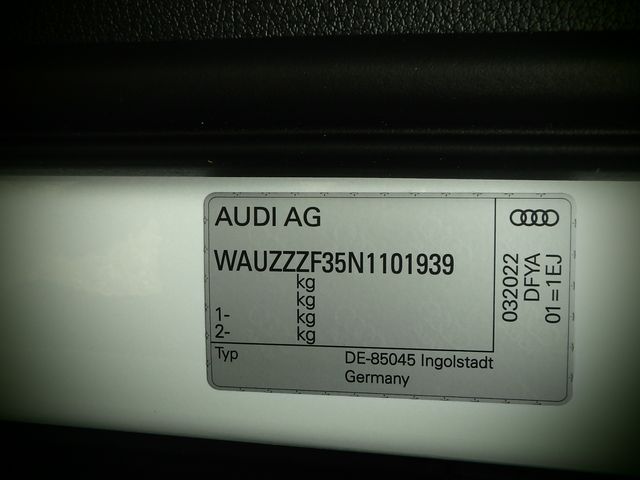 AUDI AG
WAUZZZF35N1101939
kg
kg
1- kg
2- kg
Typ
DE-85045 Ingolstadt
Germany
032022
DFYA
01=1EJ